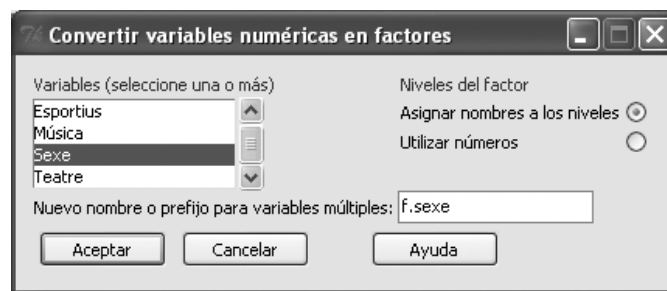 Convertir variables numéricas en factores
Variables (seleccione una o más)
Esportius
Música
Sexe
Teatre
Niveles del factor
Asignar nombres a los niveles
Utilizar números
Nuevo nombre o prefijo para variables múltiples: f.sexe
Aceptar
Cancelar
Ayuda